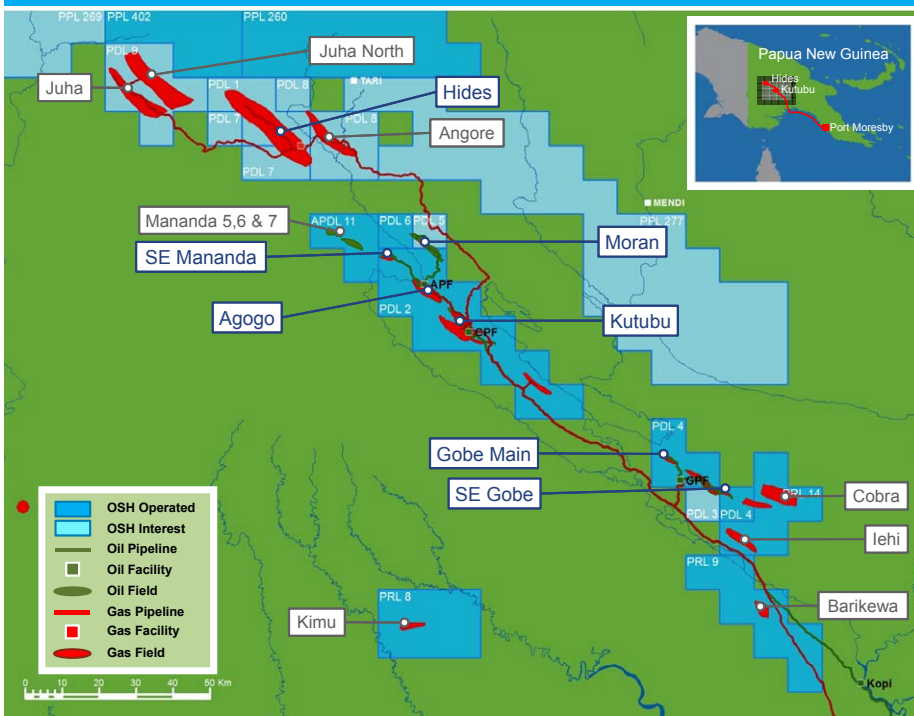 PPL 269
PPL 402
PPL 260
Juha North
PDL 9
Juha
PDL 1
PDL 8
TARI
Hides
PDL 7
PDL 8
Angore
PDL 7
Papua New Guinea
Hides
Kutubu
Port Moresby
MENDI
Mananda 5,6 & 7
APDL 11
PDL 6
PDL 5
PPL 277
SE Mananda
Moran
APF
Agogo
PDL 2
Kutubu
CPF
PDL 4
Gobe Main
GPF
SE Gobe
PRL 14
Cobra
PDL 3
PDL 4
Iehi
PRL 9
PRL 8
Kimu
Barikewa
Kopi
OSH Operated
OSH Interest
Oil Pipeline
Oil Facility
Oil Field
Gas Pipeline
Gas Facility
Gas Field
0 10 20 30 40 50 Km